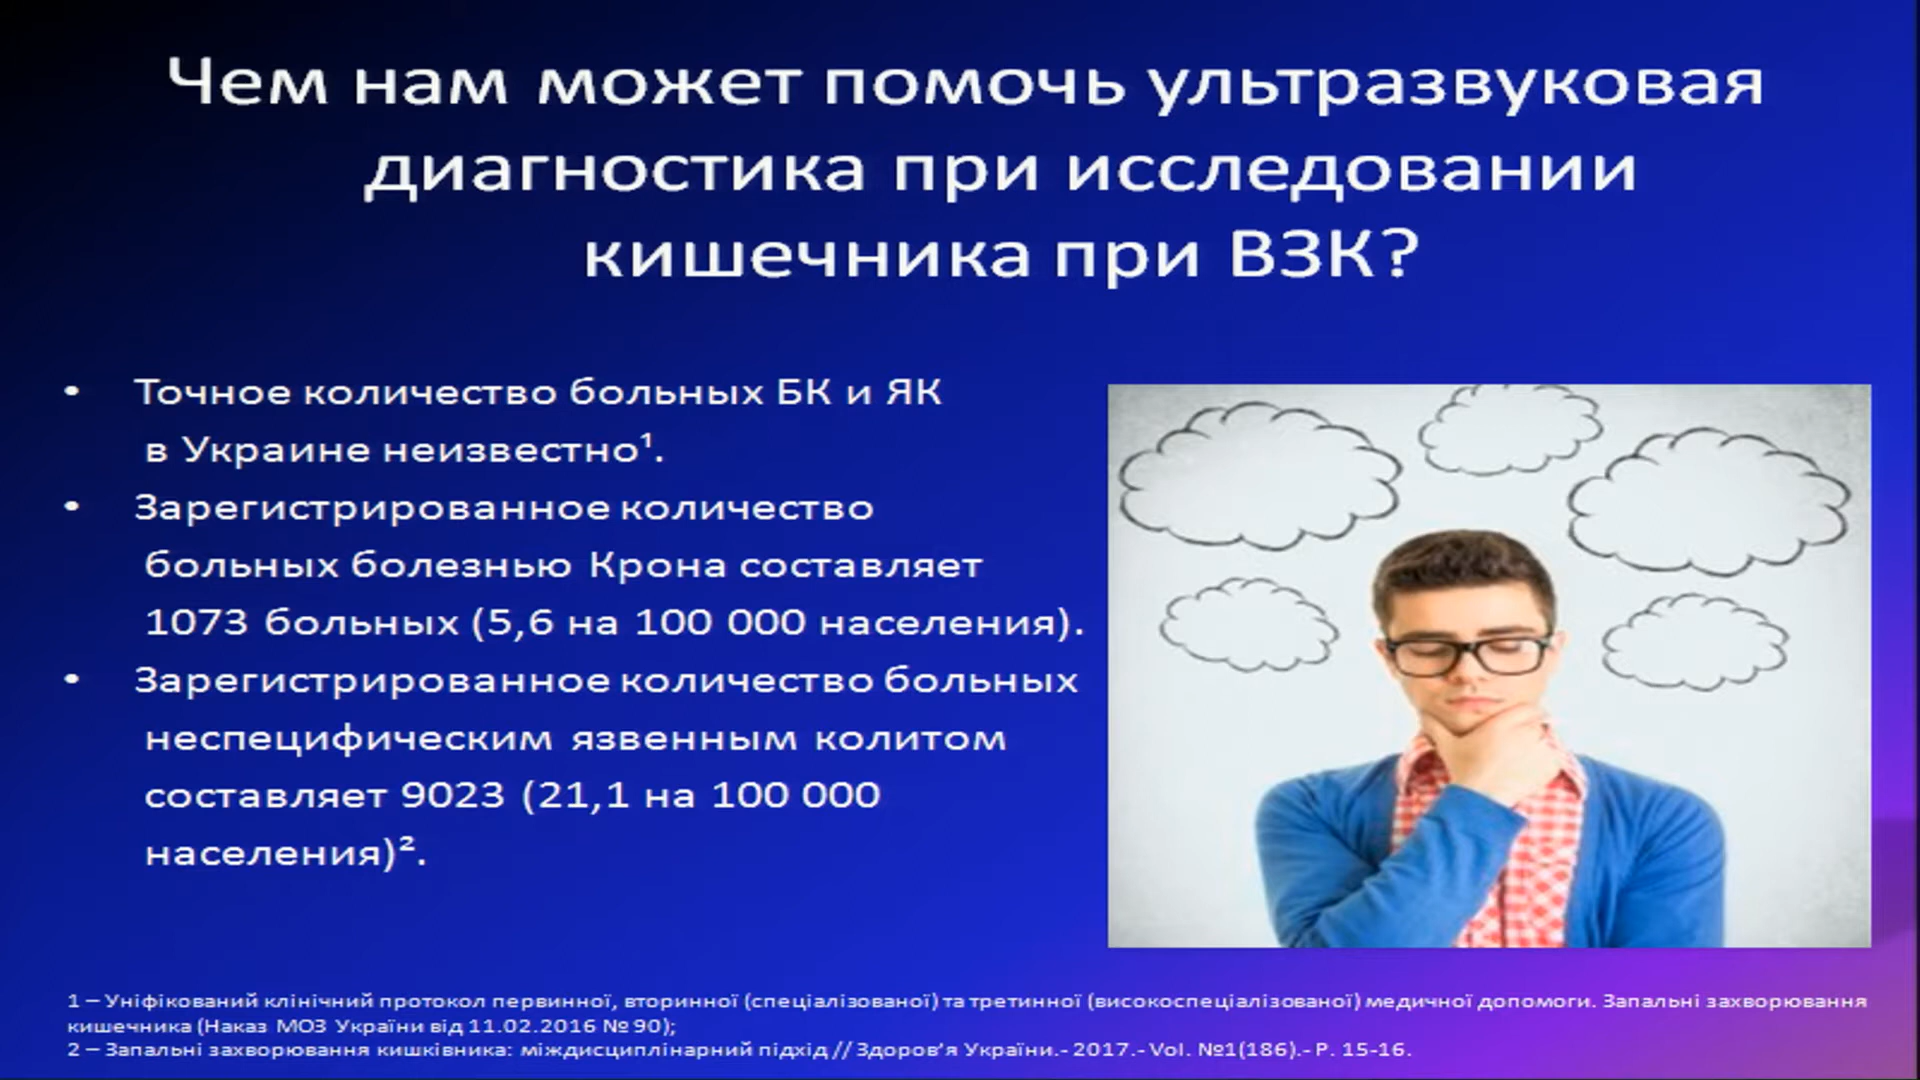 Чем нам может помочь ультразвуковая
диагностика при исследовании
кишечника при ВЗК?
• Точное количество больных БК и ЯК
в Украине неизвестно¹.
• Зарегистрированное количество
больных болезнью Крона составляет
1073 больных (5,6 на 100 000 населения).
• Зарегистрированное количество больных
неспецифическим язвенным колитом
составляет 9023 (21,1 на 100 000
населения)².
1 – Уніфікований клінічний протокол первинної, вторинної (спеціалізованої) та третинної (високоспеціалізованої) медичної допомоги. Запальні захворювання
кишечника (Наказ МОЗ України від 11.02.2016 № 90);
2 – Запальні захворювання кишківника: міждисциплінарний підхід // Здоров'я України.- 2017.- Vol. №1(186).- P. 15-16.